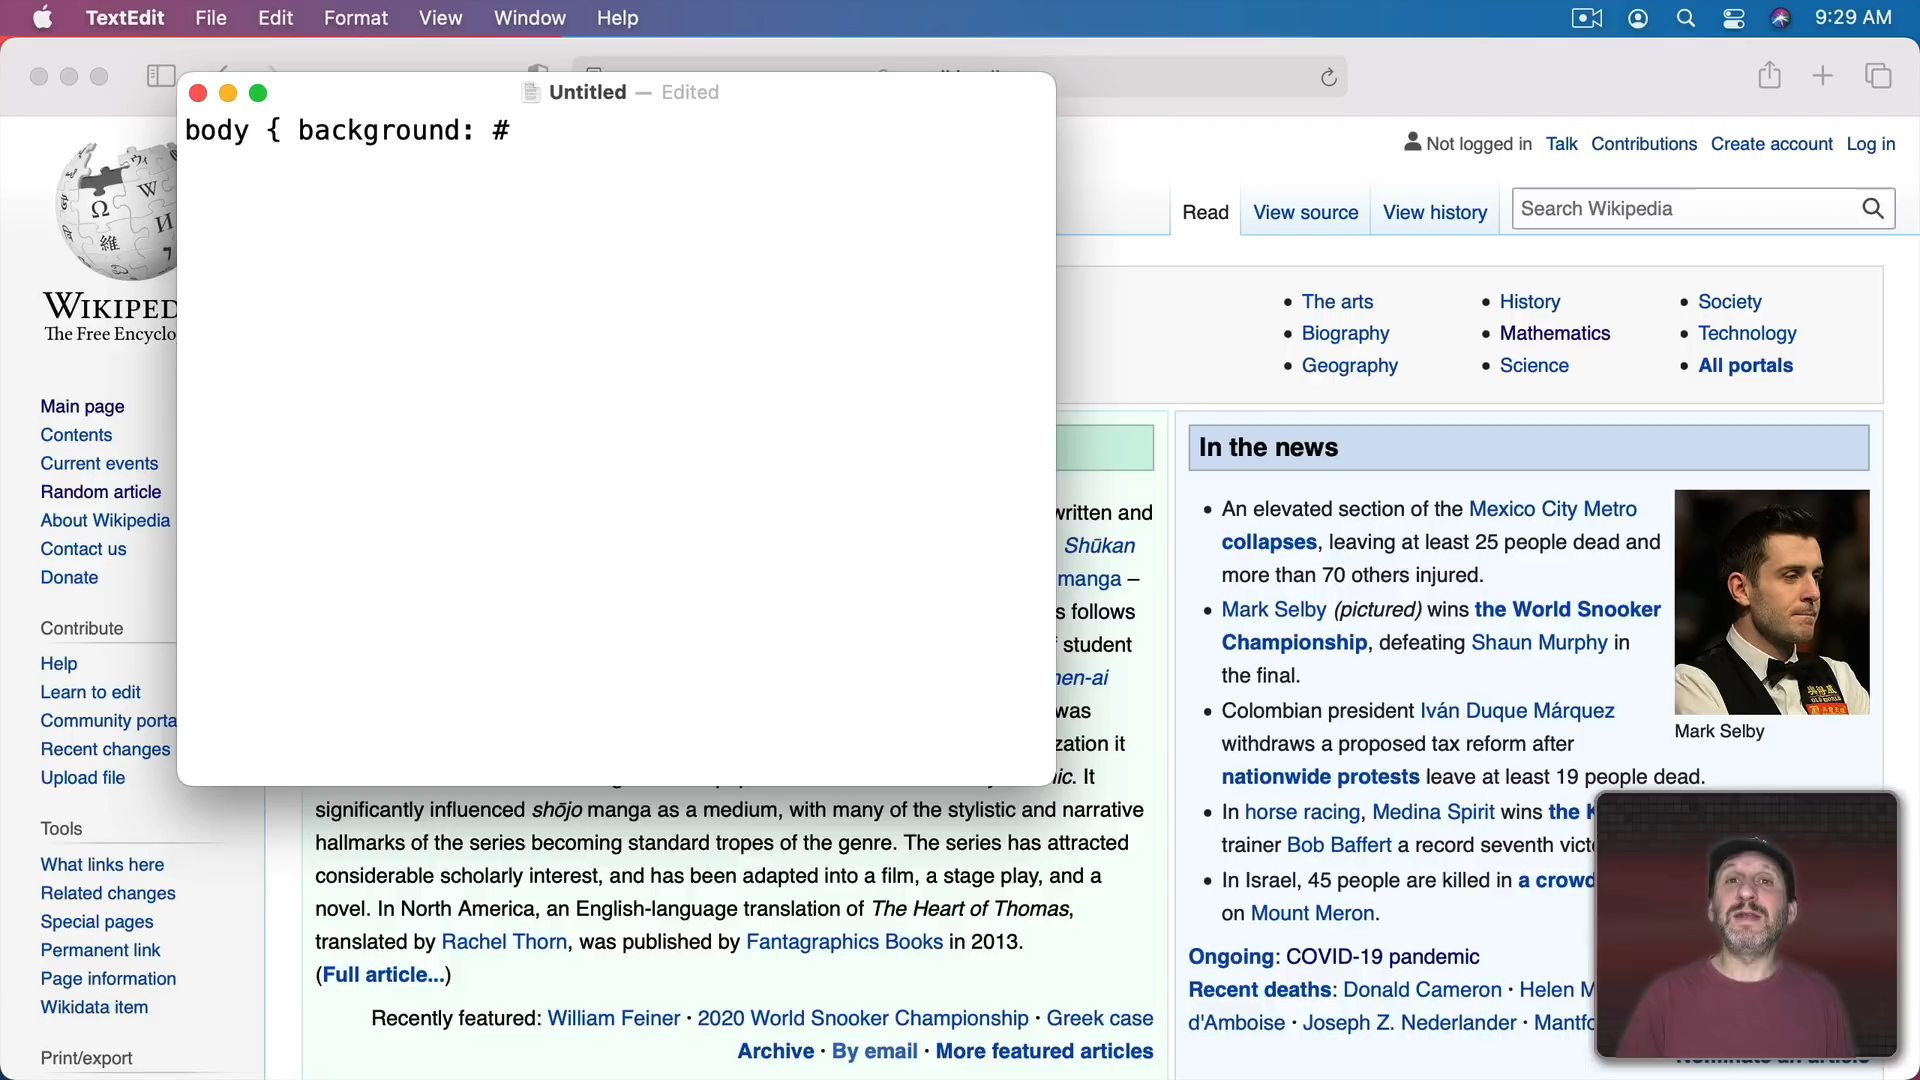 TextEdit File Edit Format View Window Help 9:29 AM
Untitled — Edited
body { background: #
Not logged in Talk Contributions Create account Log in
Read View source View history Search Wikipedia
WIKIPED
The Free Encyclo
Main page
Contents
Current events
Random article
About Wikipedia
Contact us
Donate
Contribute
Help
Learn to edit
Community porta
Recent changes
Upload file
Tools
What links here
Related changes
Special pages
Permanent link
Page information
Wikidata item
Print/export
The arts
Biography
Geography
History
Mathematics
Science
Society
Technology
All portals
written and
Shūkan
manga –
s follows
student
was
It
significantly influenced shōjo manga as a medium, with many of the stylistic and narrative
hallmarks of the series becoming standard tropes of the genre. The series has attracted
considerable scholarly interest, and has been adapted into a film, a stage play, and a
novel. In North America, an English-language translation of The Heart of Thomas,
translated by Rachel Thorn, was published by Fantagraphics Books in 2013.
(Full article...)
Recently featured: William Feiner · 2020 World Snooker Championship · Greek case
Archive · By email · More featured articles
In the news
• An elevated section of the Mexico City Metro
collapses, leaving at least 25 people dead and
more than 70 others injured.
• Mark Selby (pictured) wins the World Snooker
Championship, defeating Shaun Murphy in
the final.
• Colombian president Iván Duque Márquez
withdraws a proposed tax reform after
nationwide protests leave at least 19 people dead.
• In horse racing, Medina Spirit wins the
trainer Bob Baffert a record seventh
• In Israel, 45 people are killed in a crowd
on Mount Meron.
Ongoing: COVID-19 pandemic
Recent deaths: Donald Cameron · Helen M
d'Amboise · Joseph Z. Nederlander ·
Mark Selby